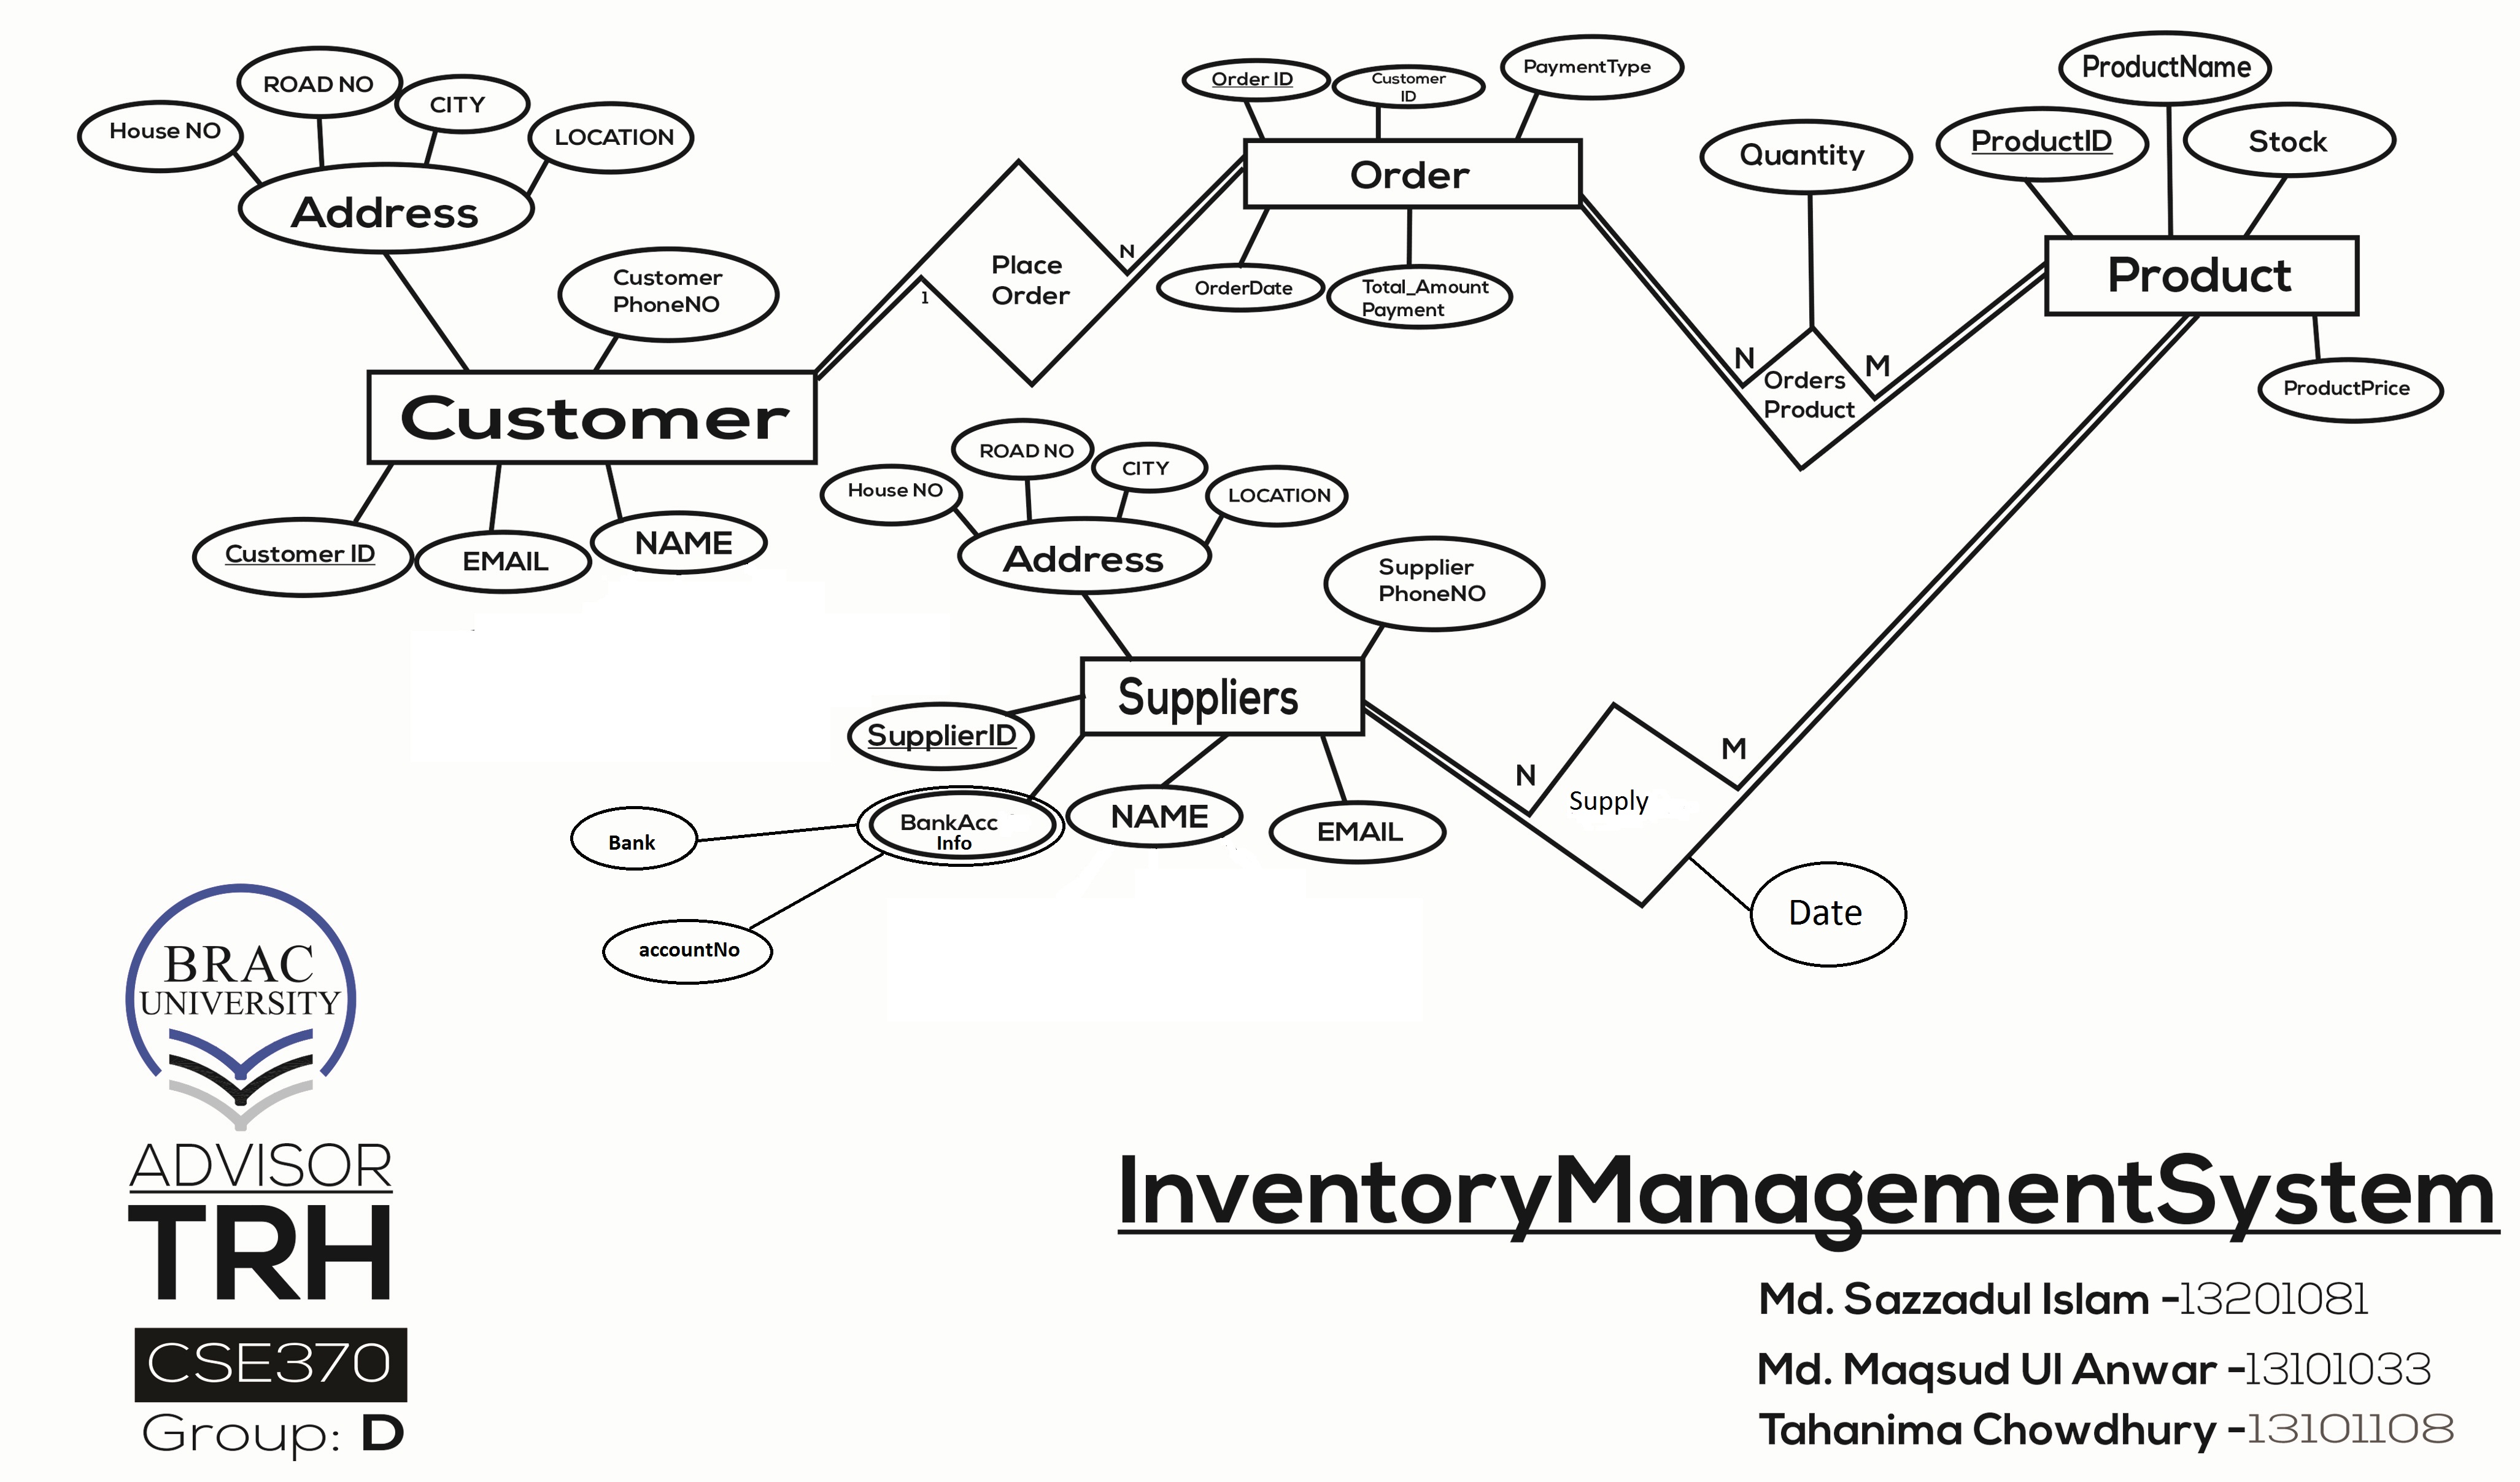 ROAD NO
CITY
House NO
LOCATION
Address
Customer
PhoneNO
Customer
Customer ID
EMAIL
NAME
Place
Order
1
N
Order ID
Customer
ID
PaymentType
Order
OrderDate
Total_Amount
Payment
Quantity
N
M
Orders
Product
ProductName
ProductID
Stock
Product
ProductPrice
ROAD NO
CITY
House NO
LOCATION
Address
Supplier
PhoneNO
Suppliers
SupplierID
BankAcc
Info
NAME
EMAIL
Bank
accountNo
N
M
Supply
Date
BRAC
UNIVERSITY
ADVISOR
TRH
CSE370
Group: D
InventoryManagementSystem
Md. Sazzadul Islam -13201081
Md. Maqsud Ul Anwar -13101033
Tahanima Chowdhury -13101108